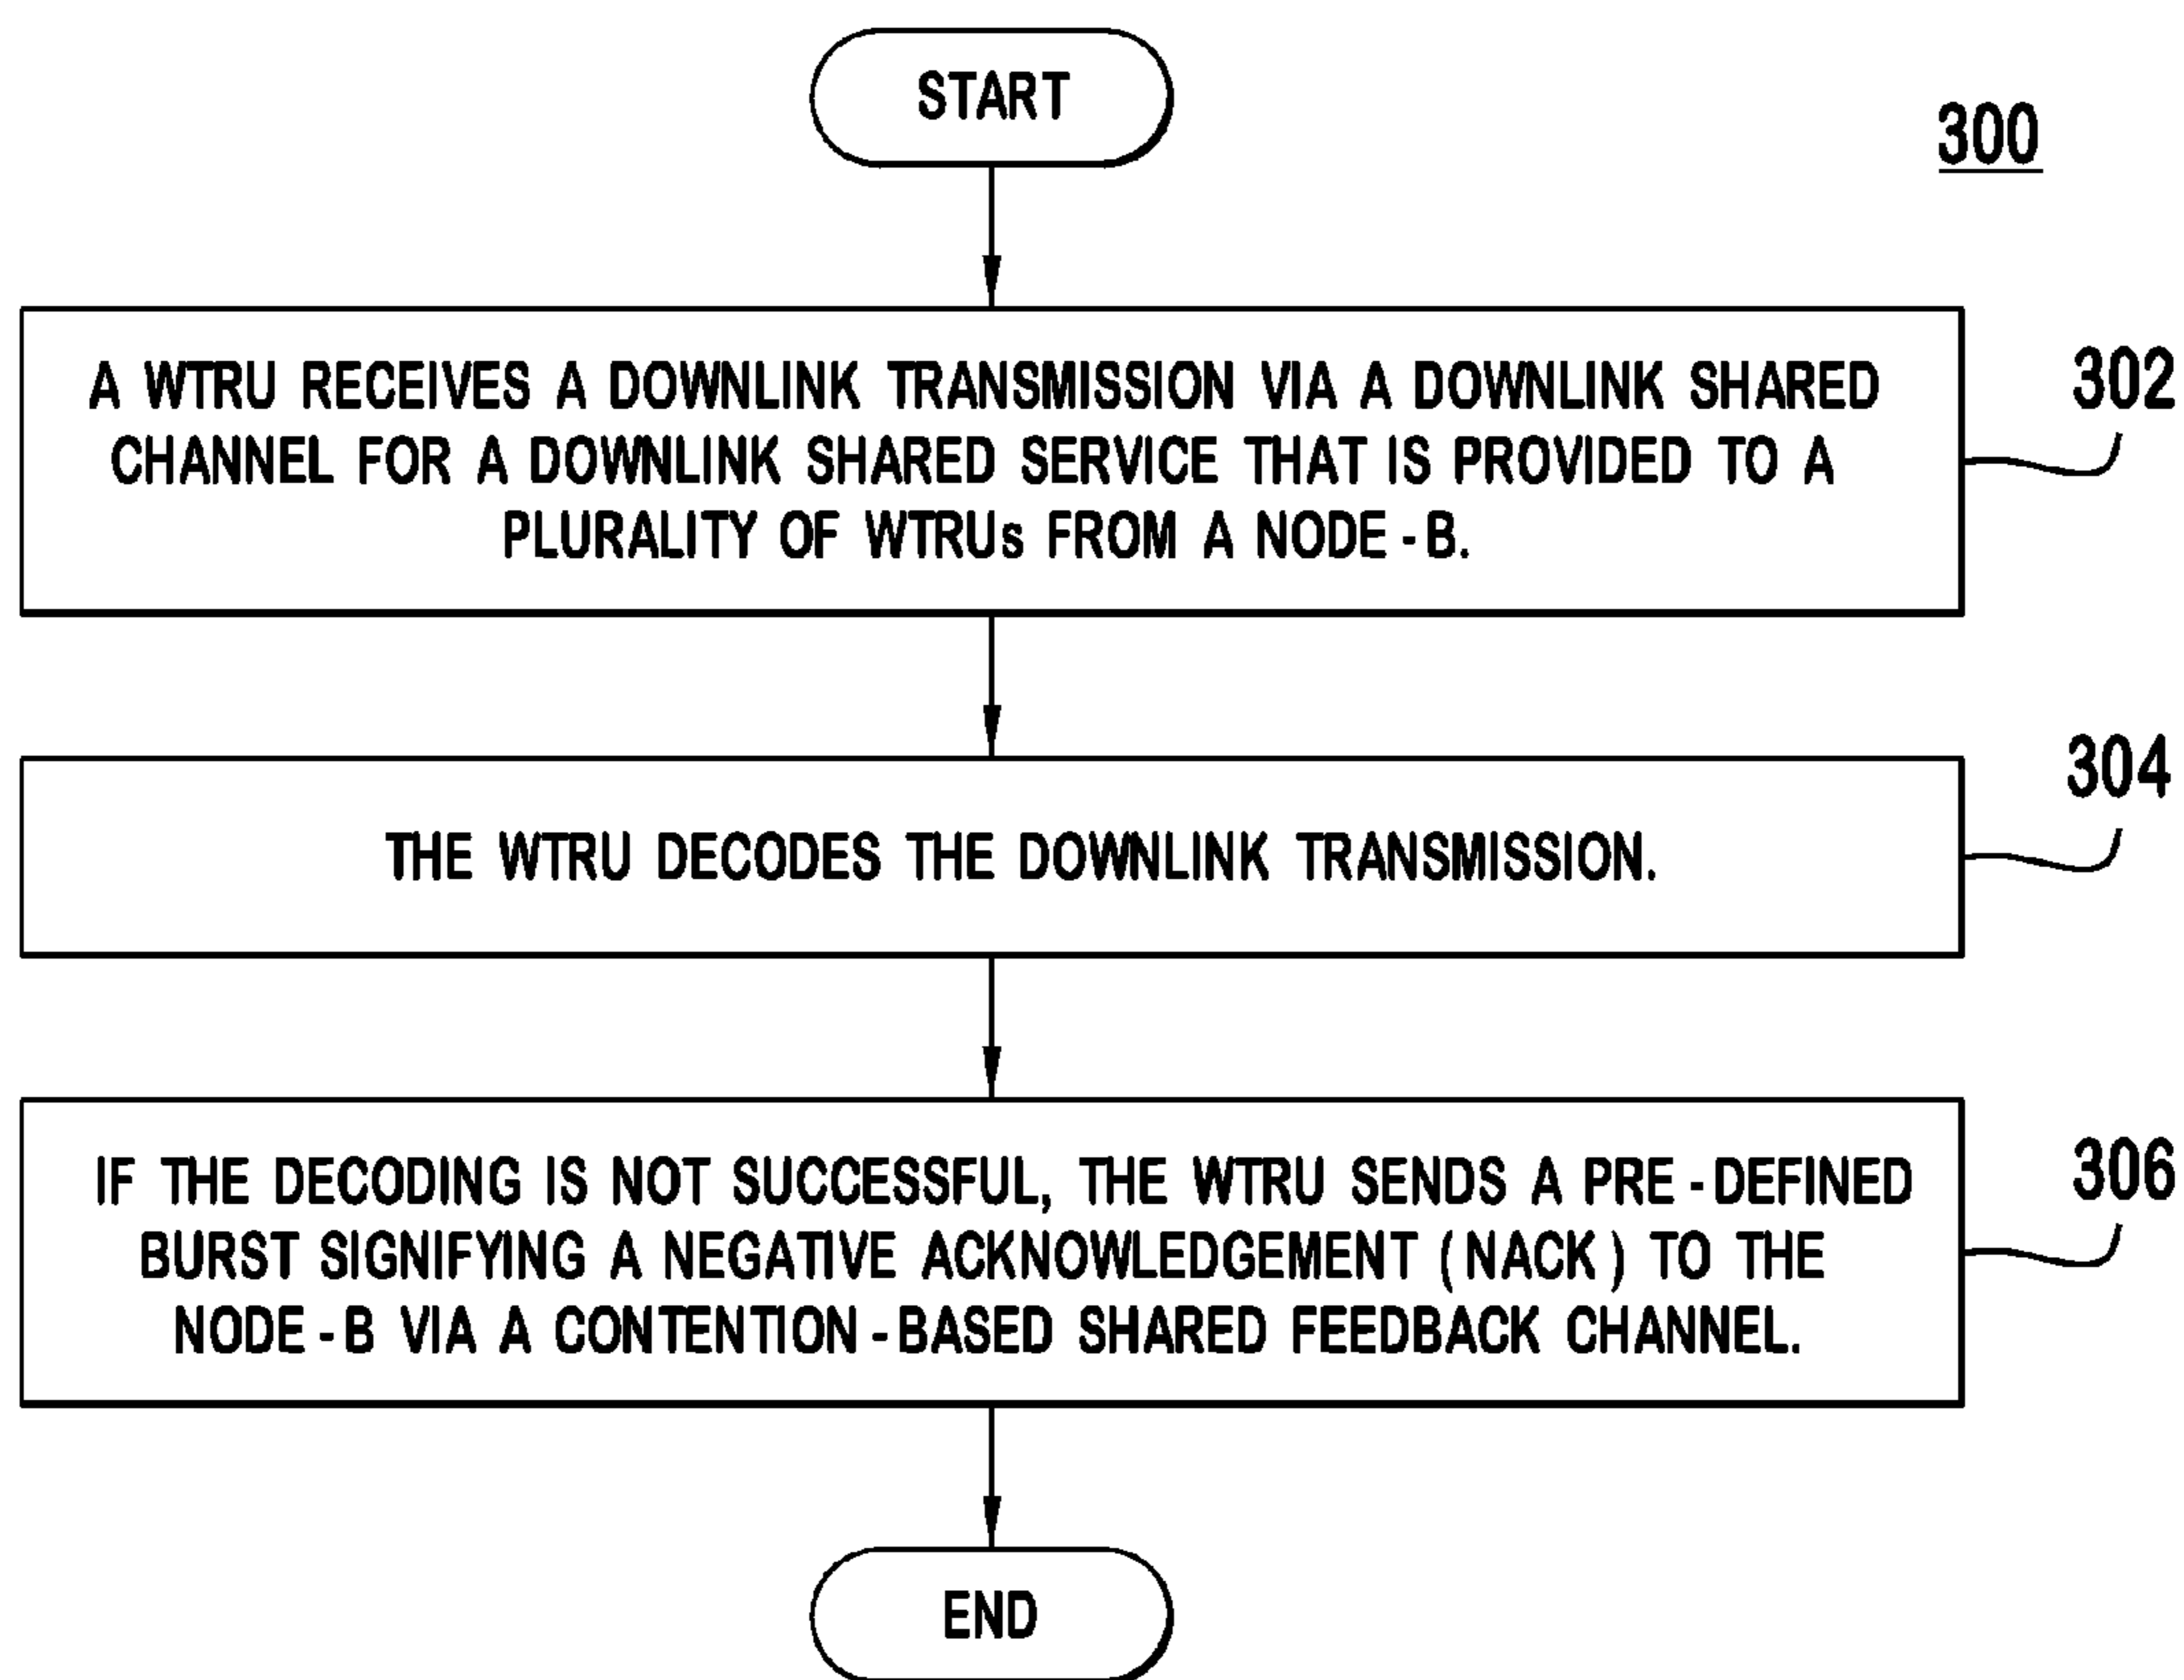 START
300
A WTRU RECEIVES A DOWNLINK TRANSMISSION VIA A DOWNLINK SHARED
CHANNEL FOR A DOWNLINK SHARED SERVICE THAT IS PROVIDED TO A
PLURALITY OF WTRUs FROM A NODE-B.
302
THE WTRU DECODES THE DOWNLINK TRANSMISSION.
304
IF THE DECODING IS NOT SUCCESSFUL, THE WTRU SENDS A PRE-DEFINED
BURST SIGNIFYING A NEGATIVE ACKNOWLEDGEMENT (NACK) TO THE
NODE-B VIA A CONTENTION-BASED SHARED FEEDBACK CHANNEL.
306
END